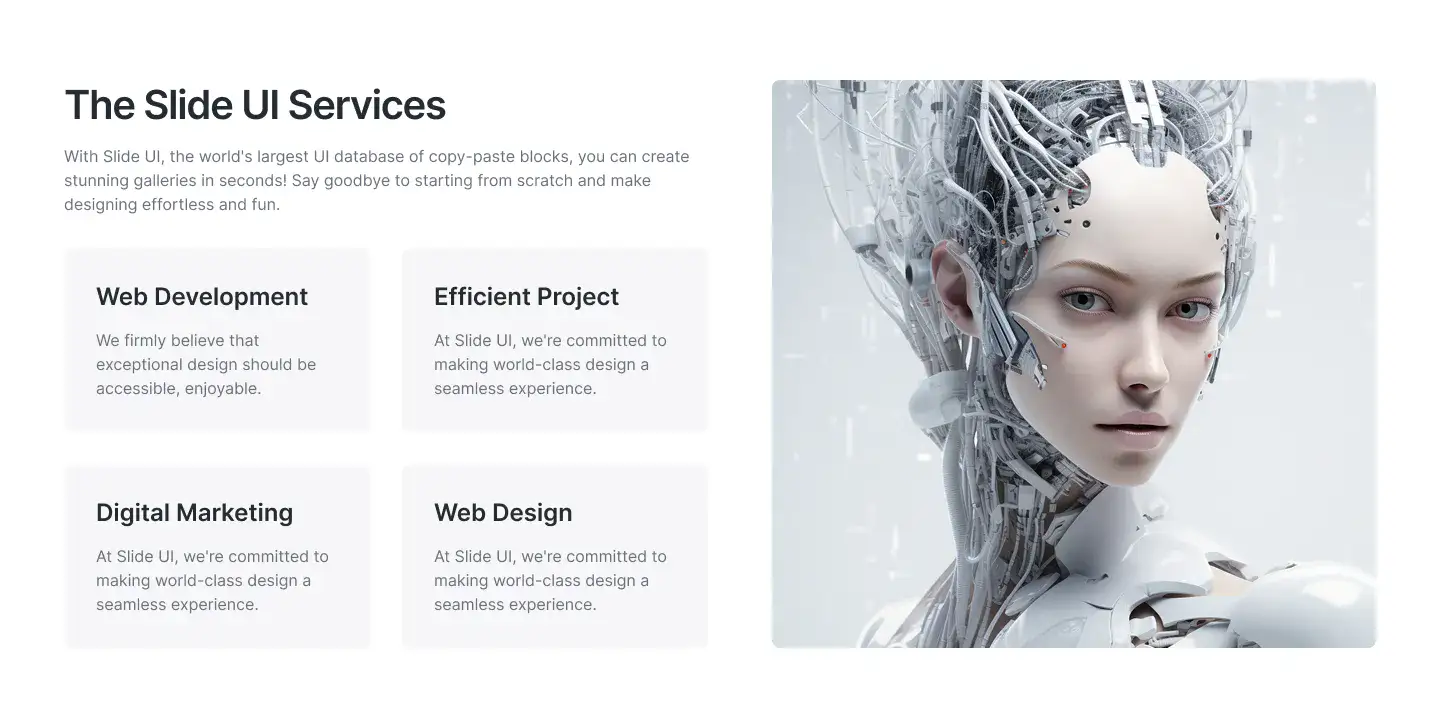 The Slide UI Services
With Slide UI, the world's largest UI database of copy-paste blocks, you can create
stunning galleries in seconds! Say goodbye to starting from scratch and make
designing effortless and fun.
Web Development
We firmly believe that
exceptional design should be
accessible, enjoyable.
Efficient Project
At Slide UI, we're committed to
making world-class design a
seamless experience.
Digital Marketing
At Slide UI, we're committed to
making world-class design a
seamless experience.
Web Design
At Slide UI, we're committed to
making world-class design a
seamless experience.